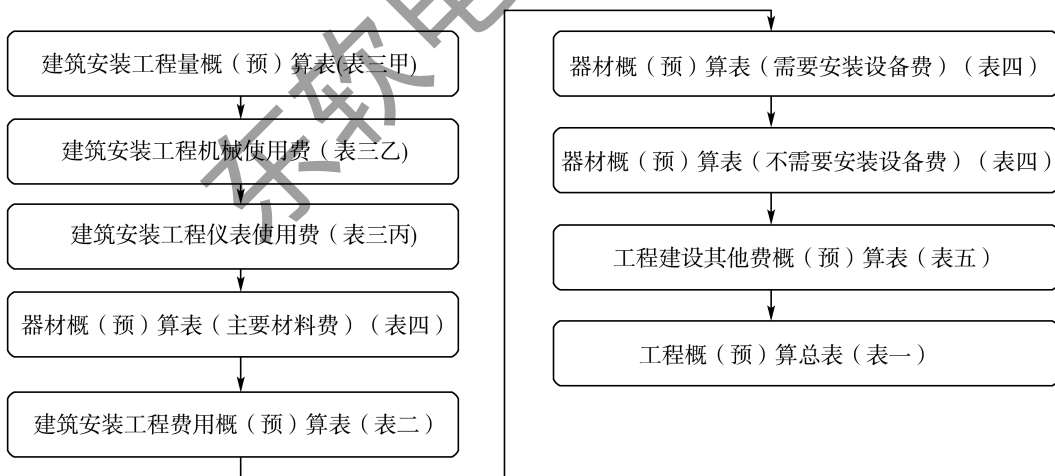 建筑安装工程量概（预）算表(表三甲)
建筑安装工程机械使用费（表三乙)
建筑安装工程仪表使用费（表三丙)
器材概（预）算表（主要材料费）（表四）
建筑安装工程费用概（预）算表（表二）
器材概（预）算表（需要安装设备费）（表四）
器材概（预）算表（不需要安装设备费）（表四）
工程建设其他费概（预）算表（表五）
工程概（预）算总表（表一）
东软电